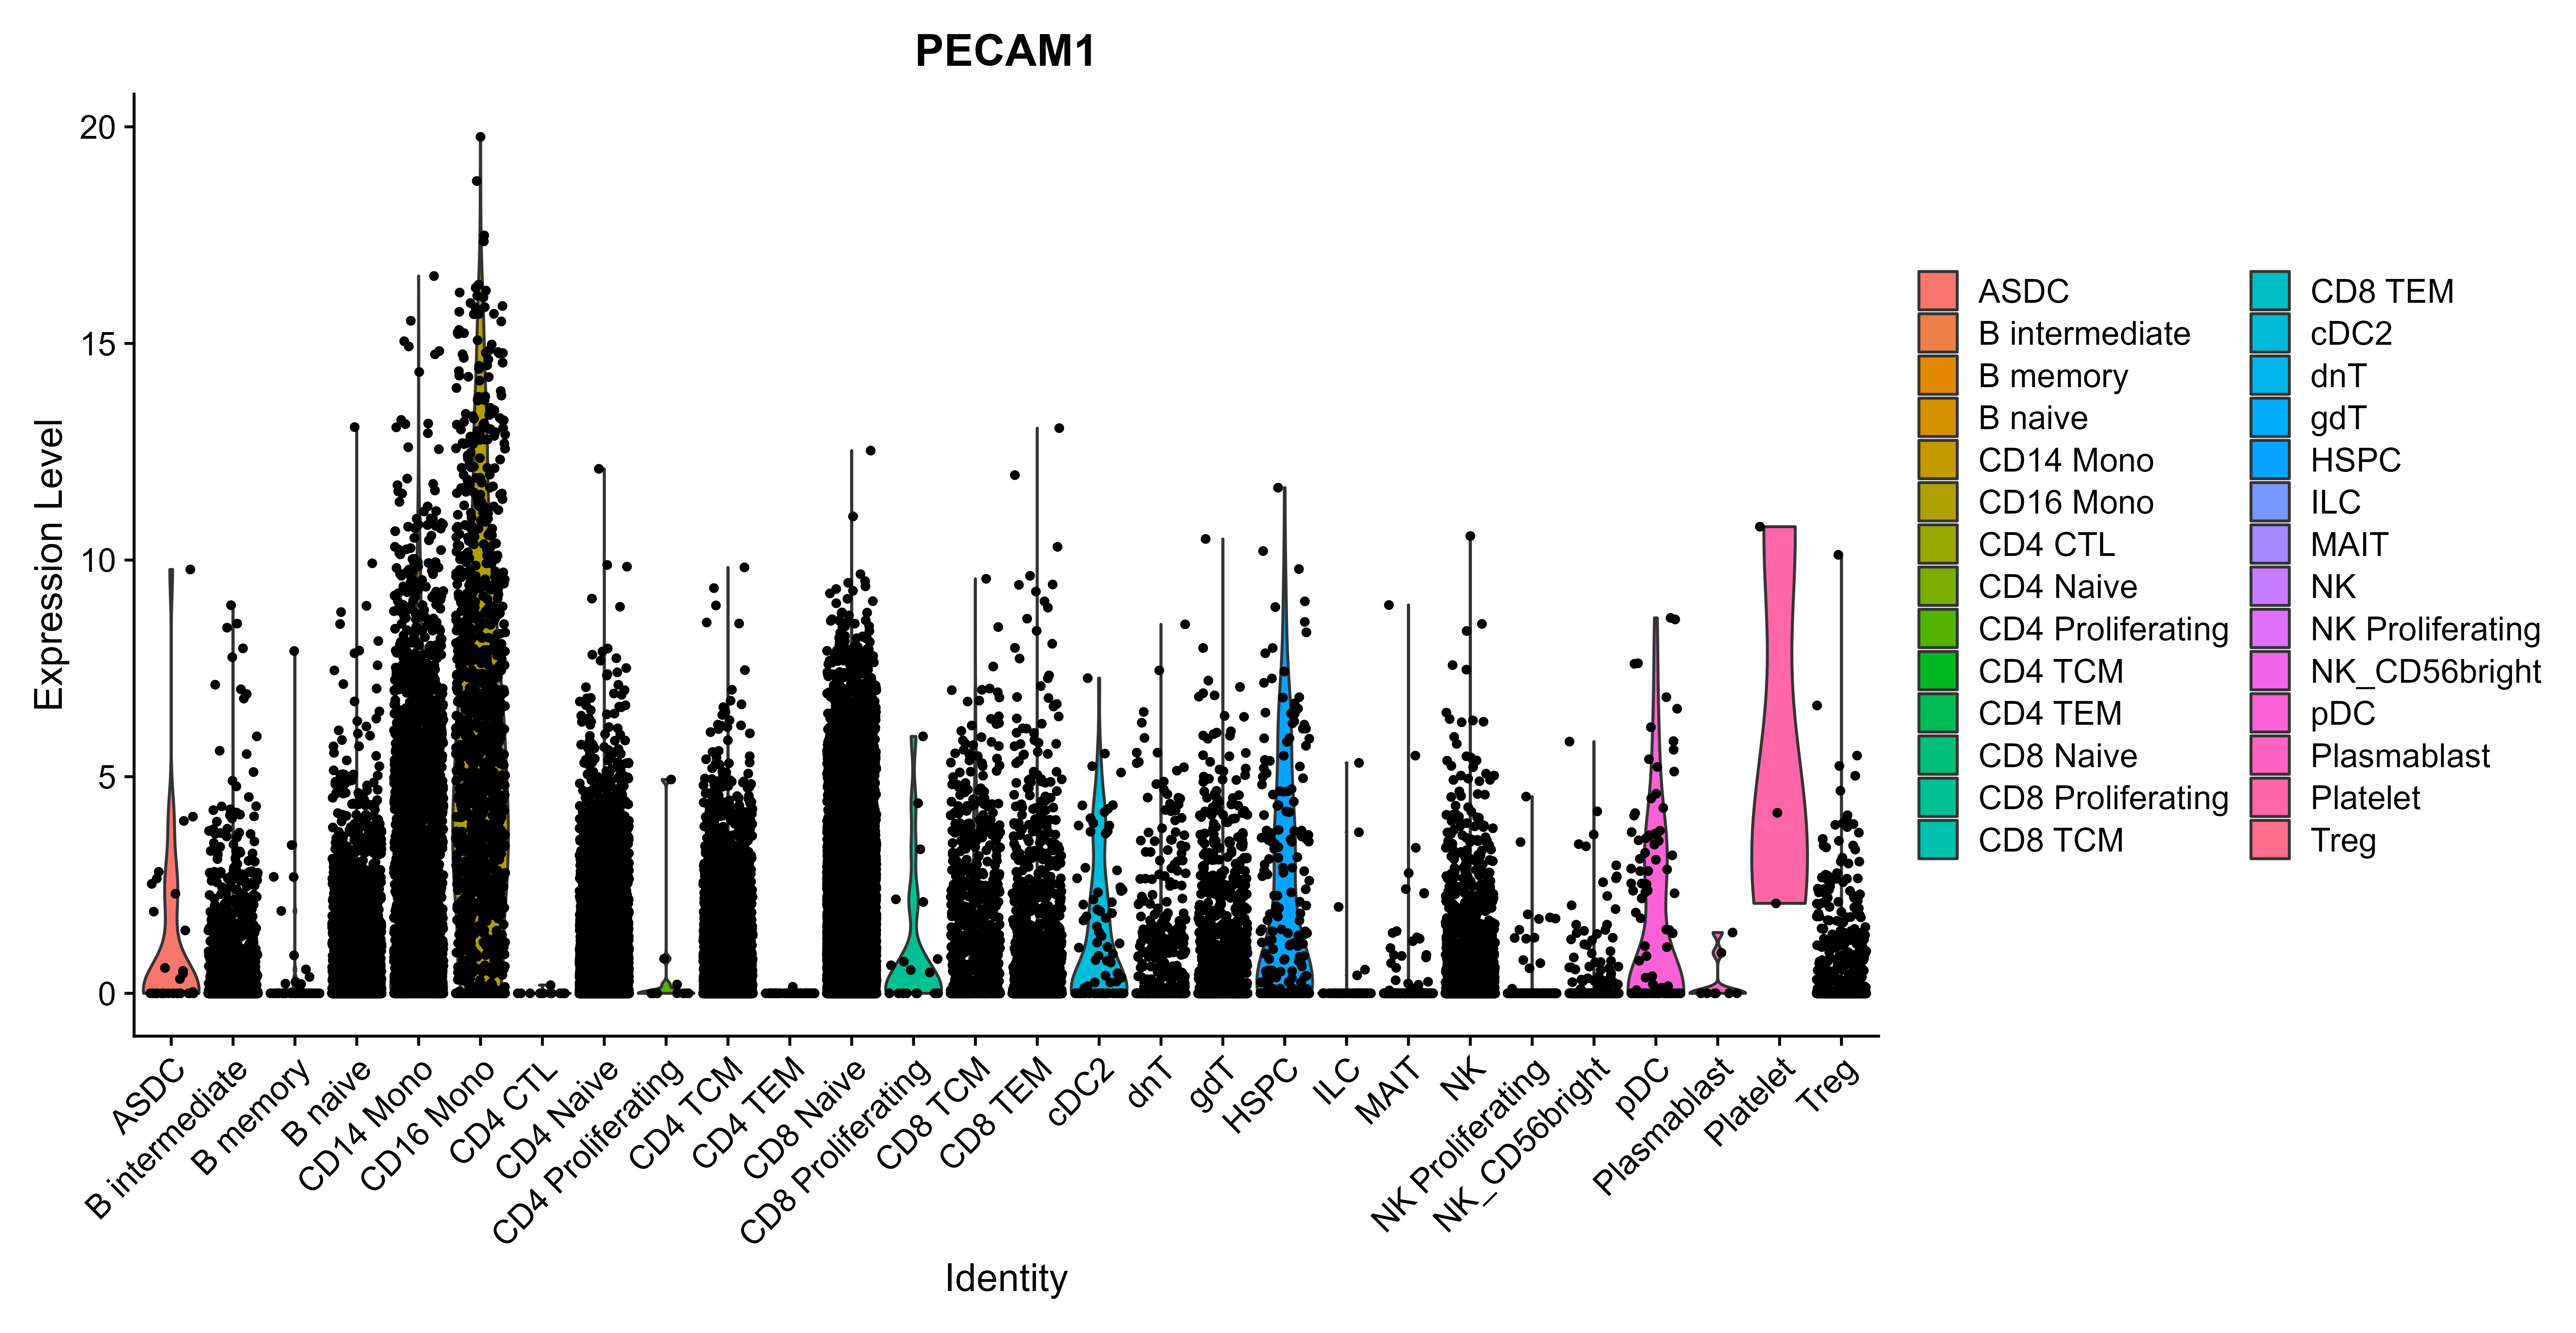 PECAM1
Expression Level
20
15
10
5
0
ASDC
B intermediate
B memory
B naive
CD14 Mono
CD16 Mono
CD4 CTL
CD4 Naive
CD4 Proliferating
CD4 TCM
CD4 TEM
CD8 Naive
CD8 Proliferating
CD8 TCM
CD8 TEM
cDC2
dnT
gdT
HSPC
ILC
MAIT
NK
NK Proliferating
NK_CD56bright
pDC
Plasmablast
Platelet
Treg
Identity
ASDC
B intermediate
B memory
B naive
CD14 Mono
CD16 Mono
CD4 CTL
CD4 Naive
CD4 Proliferating
CD4 TCM
CD4 TEM
CD8 Naive
CD8 Proliferating
CD8 TCM
CD8 TEM
cDC2
dnT
gdT
HSPC
ILC
MAIT
NK
NK Proliferating
NK_CD56bright
pDC
Plasmablast
Platelet
Treg